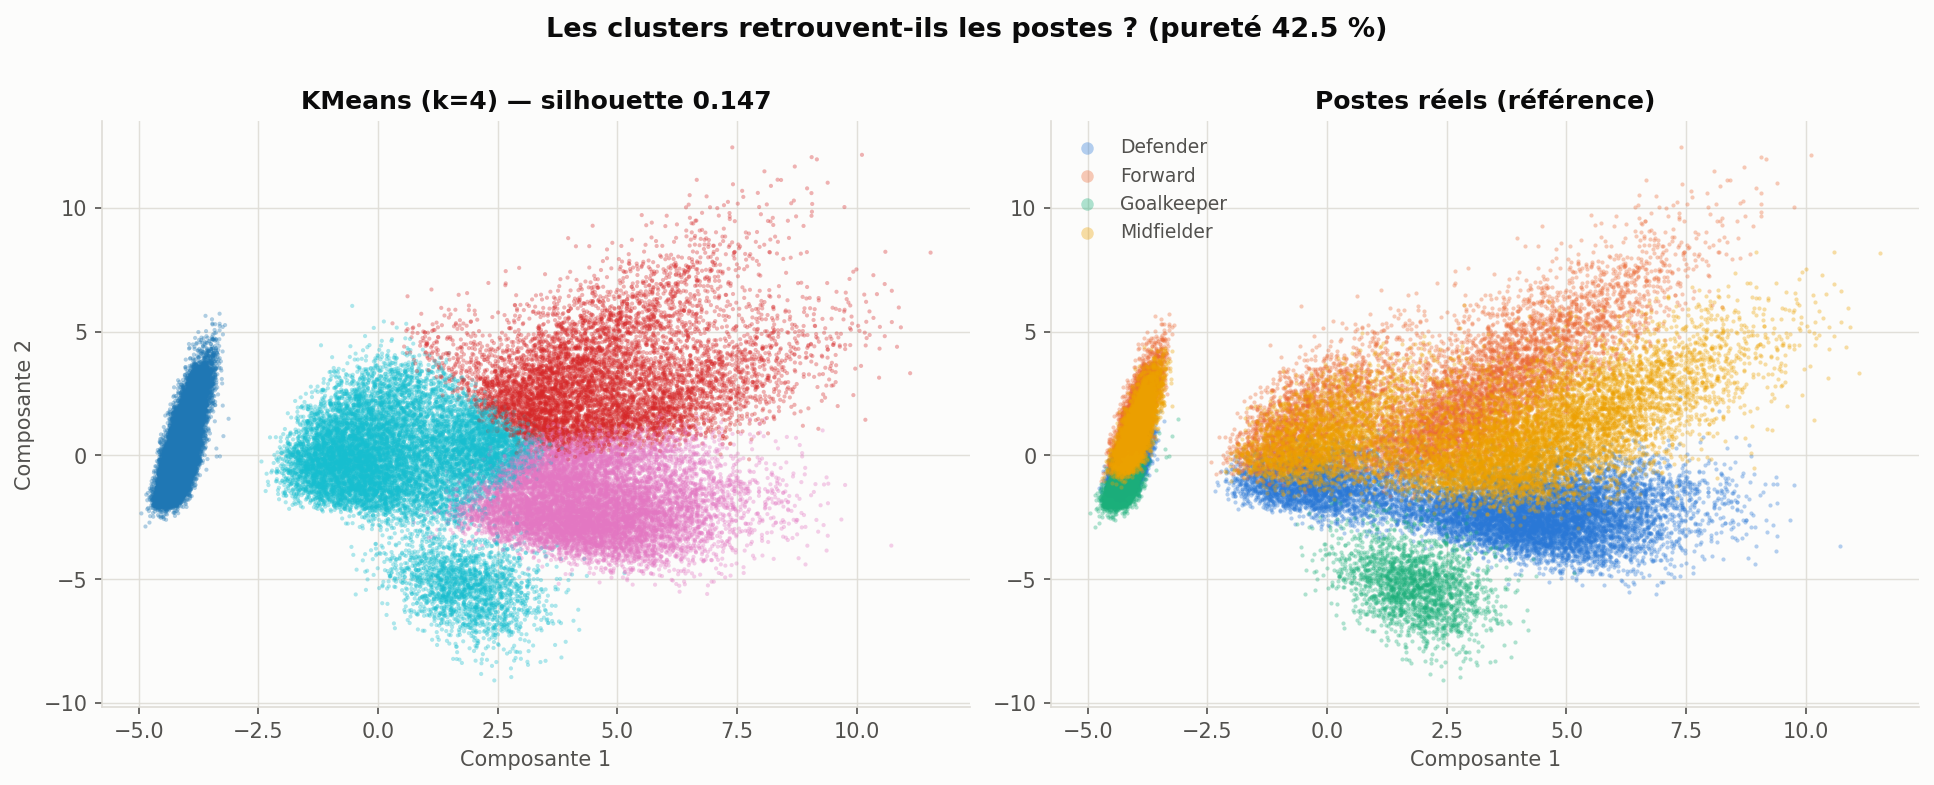 Les clusters retrouvent-ils les postes ? (pureté 42.5 %)
KMeans (k=4) — silhouette 0.147
Composante 2
10
5
0
−5
−10
−5.0
−2.5
0.0
2.5
5.0
7.5
10.0
Composante 1
Postes réels (référence)
Defender
Forward
Goalkeeper
Midfielder
10
5
0
−5
−10
−5.0
−2.5
0.0
2.5
5.0
7.5
10.0
Composante 1